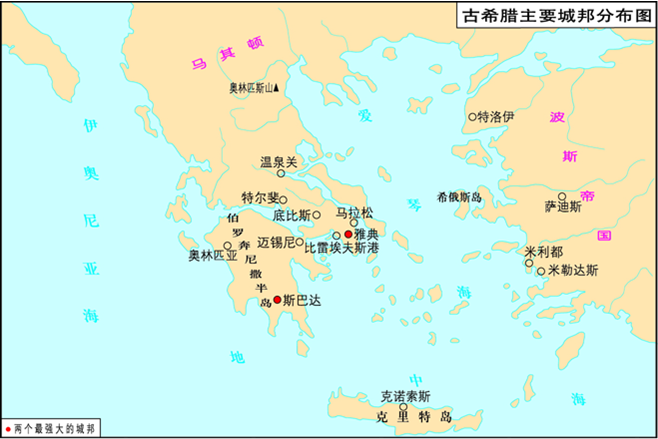 古希腊主要城邦分布图
马其顿
奥林匹斯山▲
伊奥尼亚海
爱琴海
特洛伊
波斯帝国
温泉关
特尔斐
底比斯
马拉松
希俄斯岛
萨迪斯
伯罗奔尼撒半岛
迈锡尼
比雷埃夫斯港
雅典
奥林匹亚
米利都
米勒达斯
斯巴达
地中海
克诺索斯
克里特岛
两个最强大的城邦